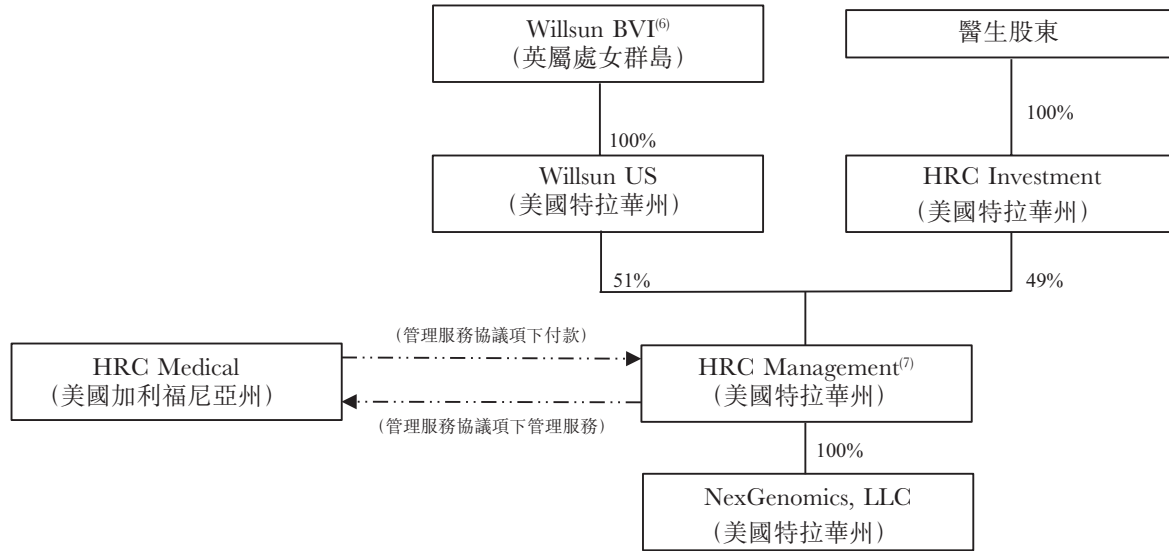 Willsun BVI(6)
（英屬處女群島）
醫生股東
100%
100%
Willsun US
（美國特拉華州）
HRC Investment
（美國特拉華州）
51%
49%
（管理服務協議項下付款）
HRC Medical
（美國加利福尼亞州）
HRC Management(7)
（美國特拉華州）
（管理服務協議項下管理服務）
100%
NexGenomics, LLC
（美國特拉華州）